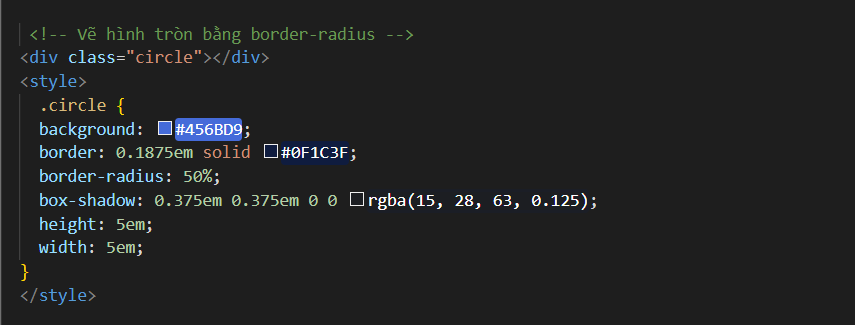 <!-- Vẽ hình tròn bằng border-radius -->
<div class="circle"></div>
<style>
.circle {
background: #456BD9;
border: 0.1875em solid #0F1C3F;
border-radius: 50%;
box-shadow: 0.375em 0.375em 0 0 rgba(15, 28, 63, 0.125);
height: 5em;
width: 5em;
}
</style>